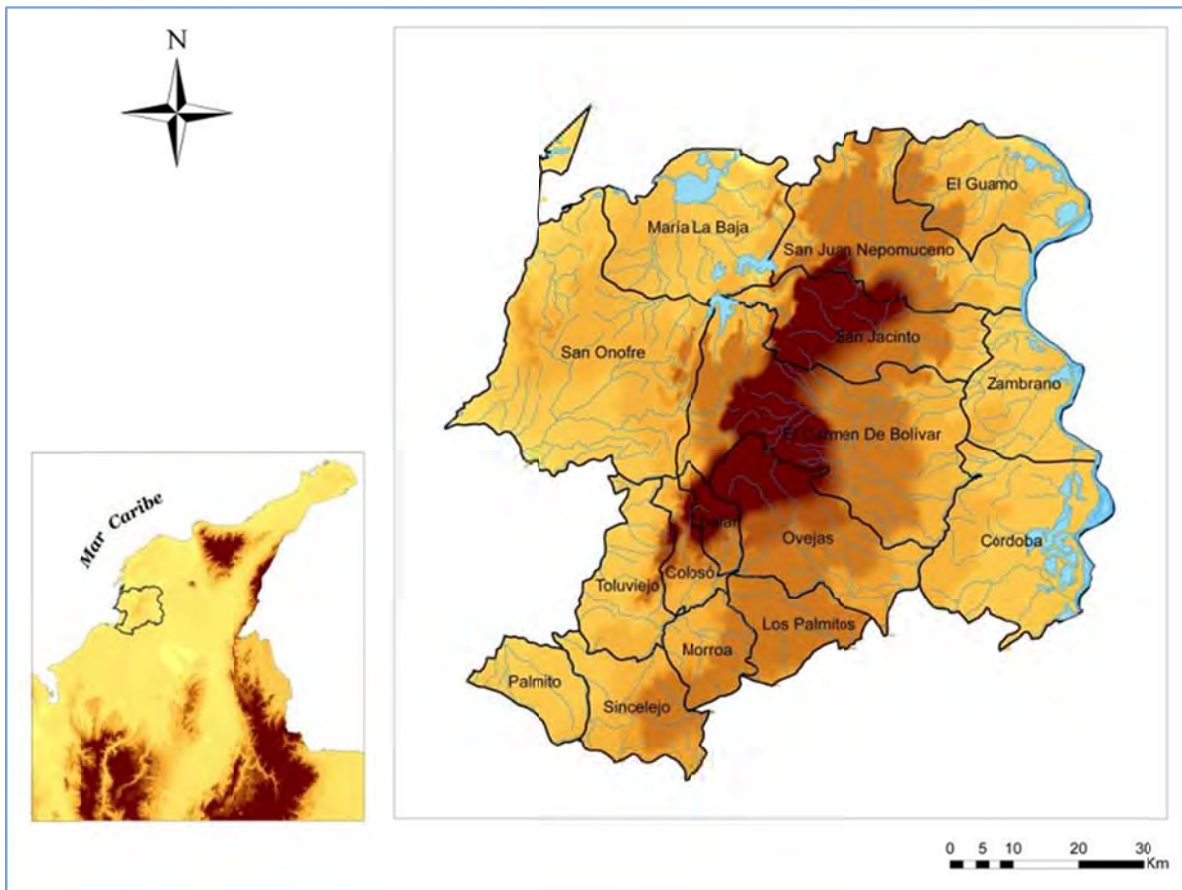 N
El Guamo
María La Baja
San Juan Nepomuceno
San Jacinto
San Onofre
Zambrano
El Carmen De Bolívar
Mar Caribe
Chalán
Ovejas
Córdoba
Colosó
Toluviejo
Los Palmitos
Morroa
Palmito
Sincelejo
0 5 10 20 30
Km